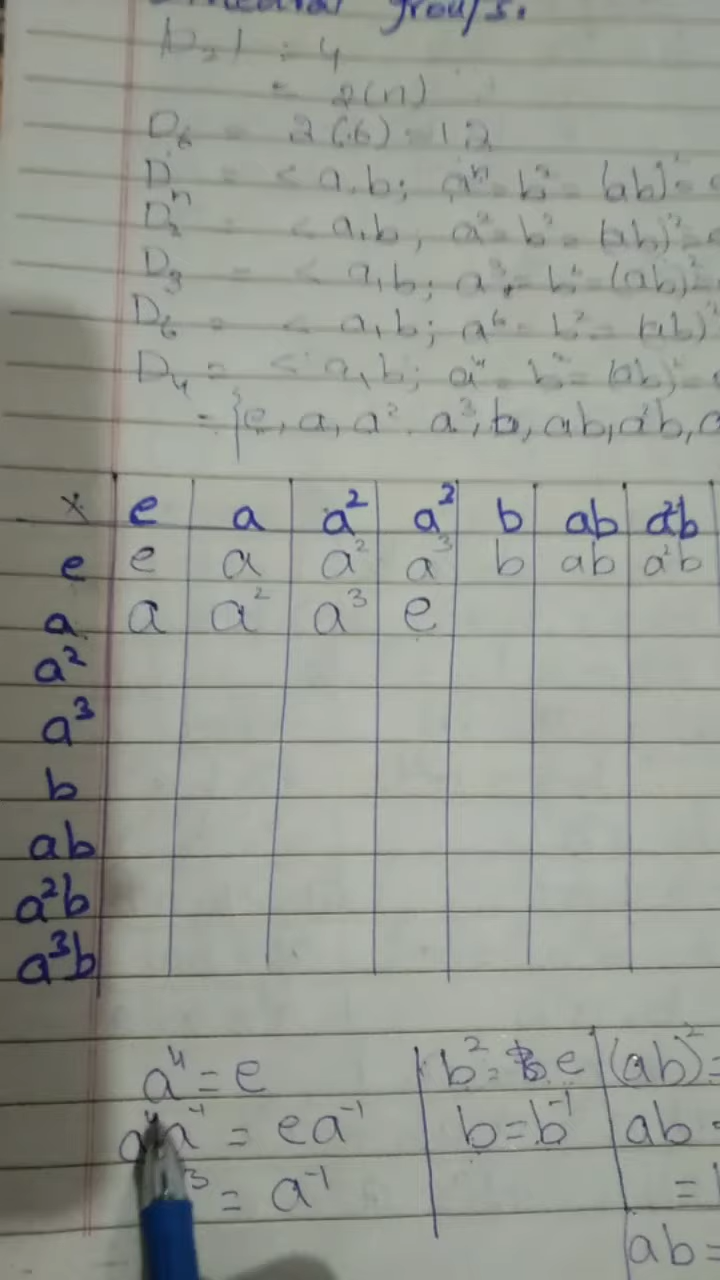 groups.
|D₂| = 4
= 2(n)
D₆ = 2(6) = 12
Dₙ = < a,b; aⁿ = b² = (ab)² =
D₂ = < a,b, a² = b² = (ab)² =
D₃ = < a,b; a³ = b² = (ab)² =
D₆ = < a,b; a⁶ = b² = (ab)²
D₄ = < a,b; a⁴ = b² = (ab)² =
= {e, a, a², a³, b, ab, a²b,
x e a a² a³ b ab a²b
e e a a² a³ b ab a²b
a a a² a³ e
a²
a³
b
ab
a²b
a³b
a⁴ = e b² = e (ab)² =
= ea⁻¹ b = b⁻¹ ab
³ = a⁻¹ =
ab =